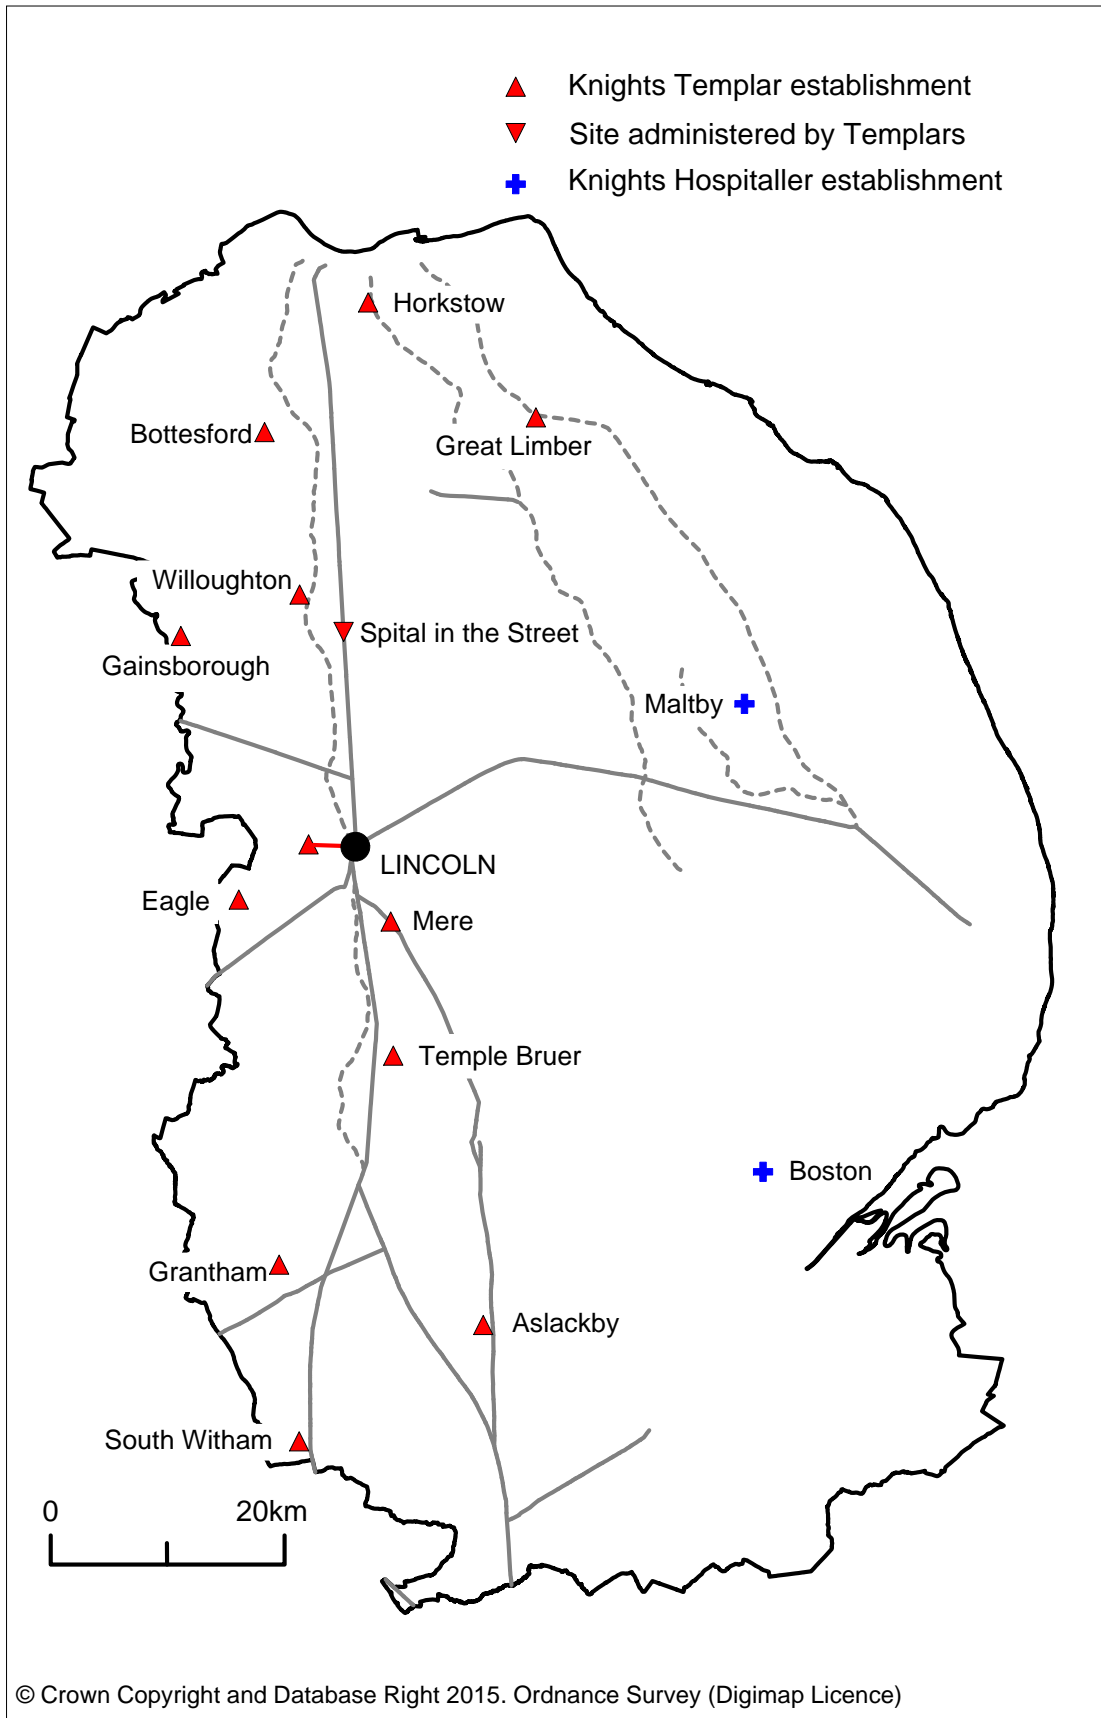 Knights Templar establishment
Site administered by Templars
Knights Hospitaller establishment
Horkstow
Bottesford
Great Limber
Willoughton
Spital in the Street
Gainsborough
Maltby
LINCOLN
Eagle
Mere
Temple Bruer
Boston
Grantham
Aslackby
South Witham
0 20km
© Crown Copyright and Database Right 2015. Ordnance Survey (Digimap Licence)